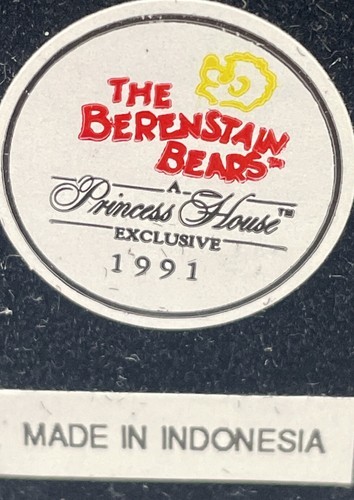 THE
BERENSTAIN
BEARS™
A
Princess House™
EXCLUSIVE
1991
MADE IN INDONESIA